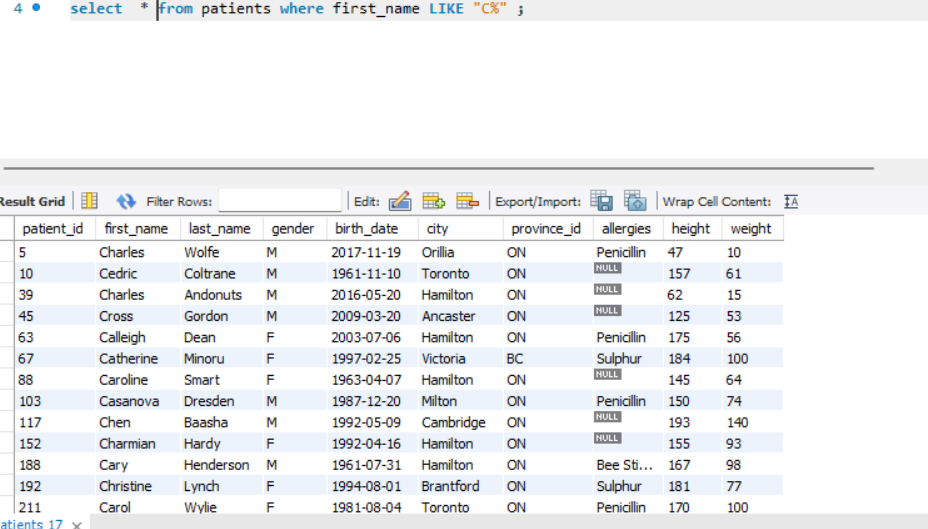 4 select * from patients where first_name LIKE "C%" ;
Result Grid Filter Rows: Edit: Export/Import: Wrap Cell Content: IA
patient_id first_name last_name gender birth_date city province_id allergies height weight
5 Charles Wolfe M 2017-11-19 Orillia ON Penicillin 47 10
10 Cedric Coltrane M 1961-11-10 Toronto ON NULL 157 61
39 Charles Andonuts M 2016-05-20 Hamilton ON NULL 62 15
45 Cross Gordon M 2009-03-20 Ancaster ON NULL 125 53
63 Calleigh Dean F 2003-07-06 Hamilton ON Penicillin 175 56
67 Catherine Minoru F 1997-02-25 Victoria BC Sulphur 184 100
88 Caroline Smart F 1963-04-07 Hamilton ON NULL 145 64
103 Casanova Dresden M 1987-12-20 Milton ON Penicillin 150 74
117 Chen Baasha M 1992-05-09 Cambridge ON NULL 193 140
152 Charmian Hardy F 1992-04-16 Hamilton ON NULL 155 93
188 Cary Henderson M 1961-07-31 Hamilton ON Bee Sti... 167 98
192 Christine Lynch F 1994-08-01 Brantford ON Sulphur 181 77
211 Carol Wylie F 1981-08-04 Toronto ON Penicillin 170 100
atients 17